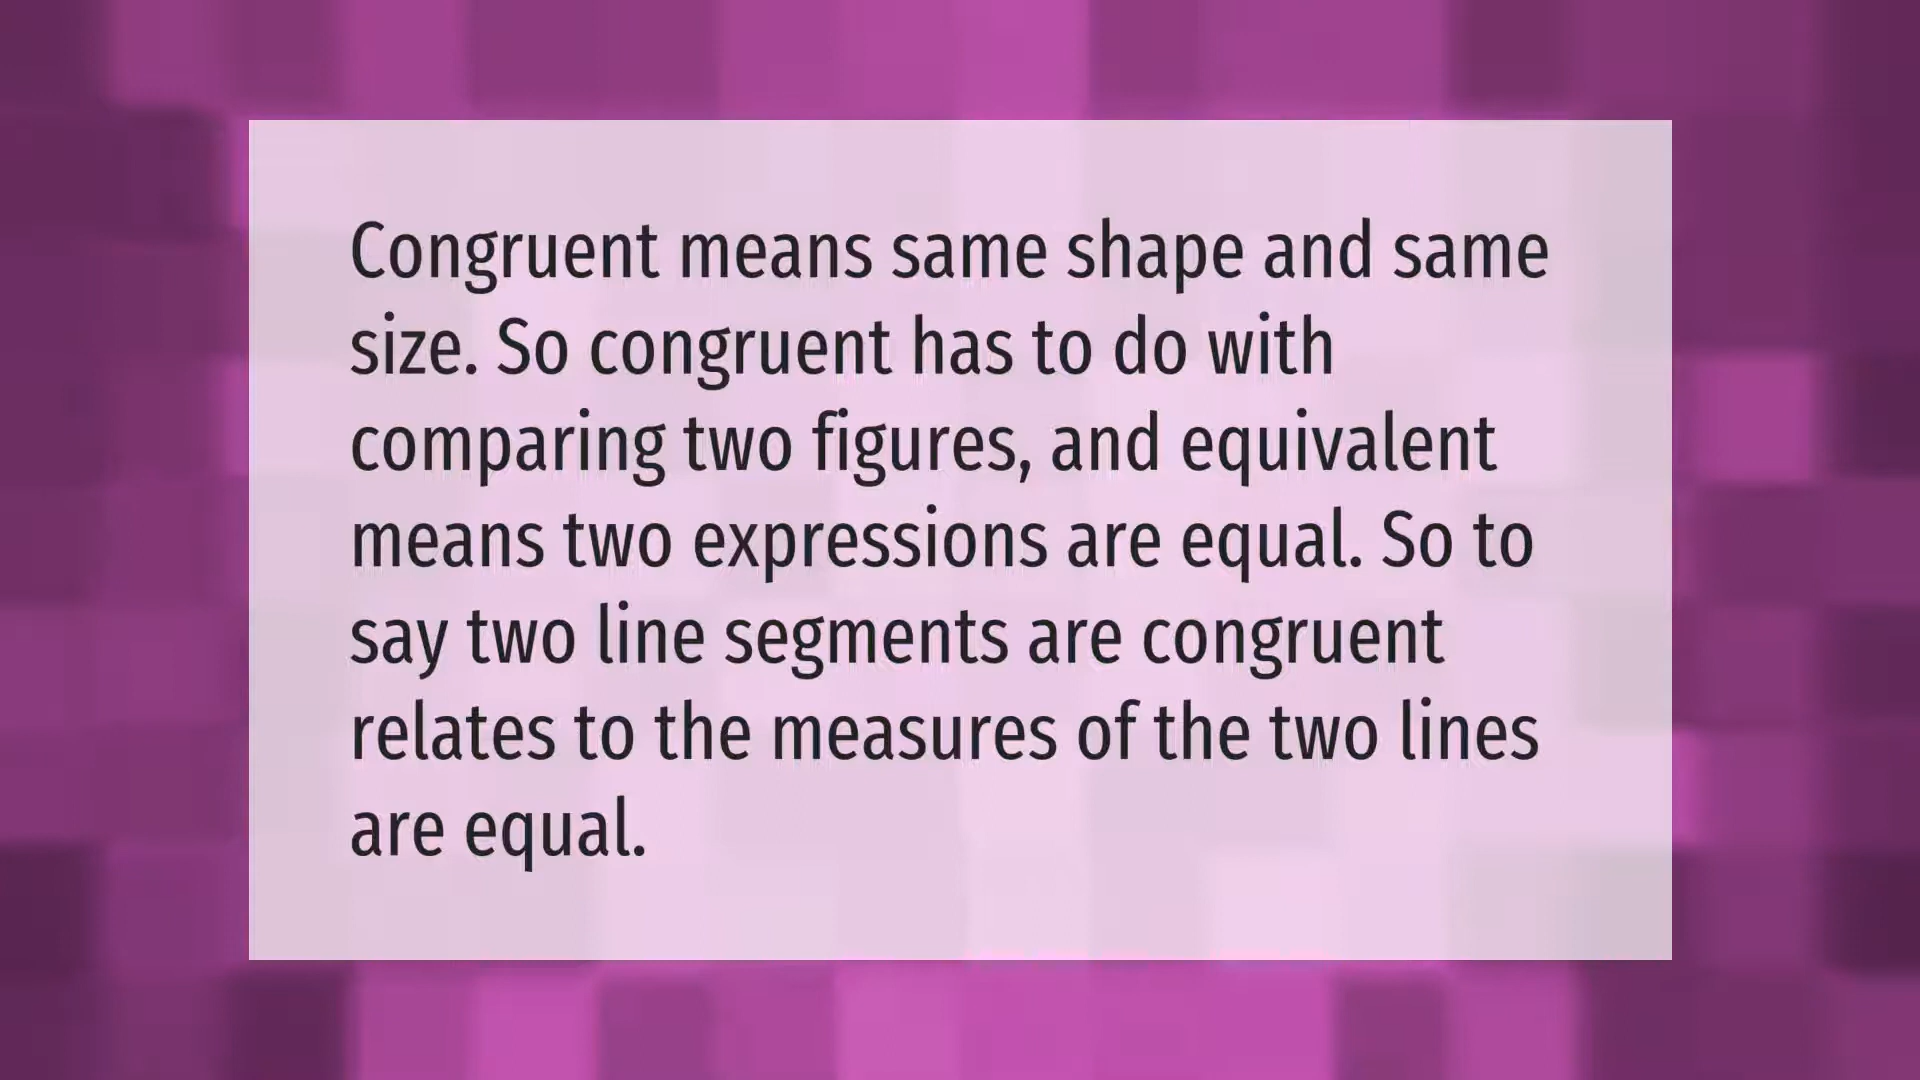 Congruent means same shape and same
size. So congruent has to do with
comparing two figures, and equivalent
means two expressions are equal. So to
say two line segments are congruent
relates to the measures of the two lines
are equal.